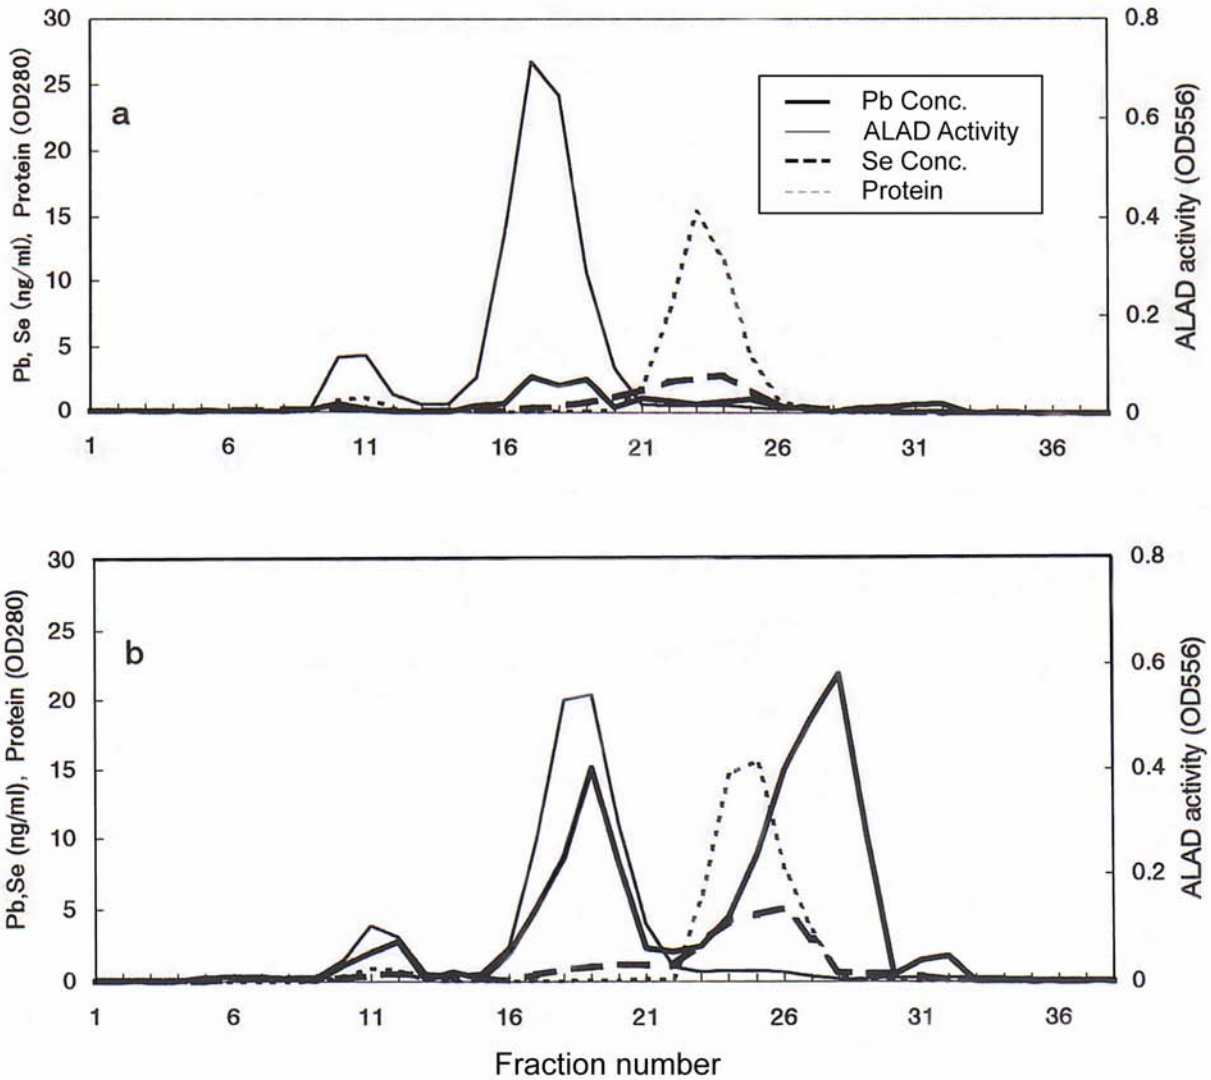 30
25
20
15
10
5
0
Pb, Se (ng/ml), Protein (OD280)
a
Pb Conc.
ALAD Activity
Se Conc.
Protein
0.8
0.6
0.4
0.2
0
ALAD activity (OD556)
1 6 11 16 21 26 31 36
30
25
20
15
10
5
0
Pb,Se (ng/ml), Protein (OD280)
b
0.8
0.6
0.4
0.2
0
ALAD activity (OD556)
1 6 11 16 21 26 31 36
Fraction number